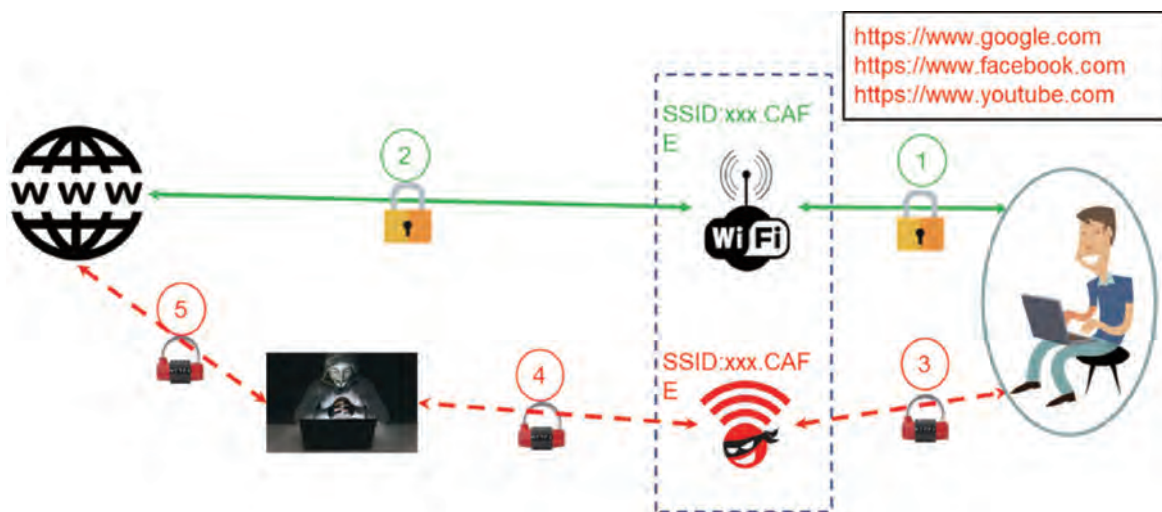 https://www.google.com
https://www.facebook.com
https://www.youtube.com
SSID:xxx.CAF
E
2
1
W W W
Wi Fi
5
SSID:xxx.CAF
E
4
3